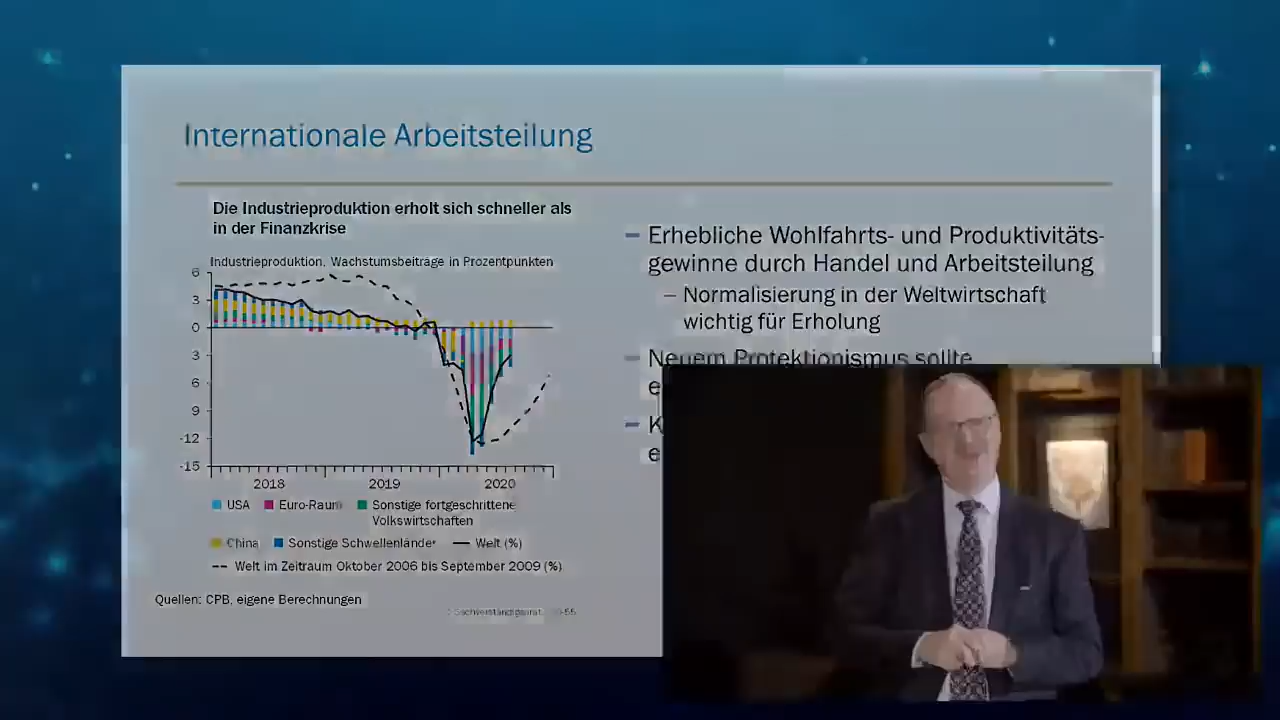 Internationale Arbeitsteilung
Die Industrieproduktion erholt sich schneller als
in der Finanzkrise
Industrieproduktion, Wachstumsbeiträge in Prozentpunkten
6
3
0
3
6
9
-12
-15
2018 2019 2020
USA Euro-Raum Sonstige fortgeschrittene
Volkswirtschaften
China Sonstige Schwellenländer Welt (%)
Welt im Zeitraum Oktober 2006 bis September 2009 (%)
Quellen: CPB, eigene Berechnungen
– Erhebliche Wohlfahrts- und Produktivitäts-
gewinne durch Handel und Arbeitsteilung
– Normalisierung in der Weltwirtschaft
wichtig für Erholung
– Neuem Protektionismus sollte